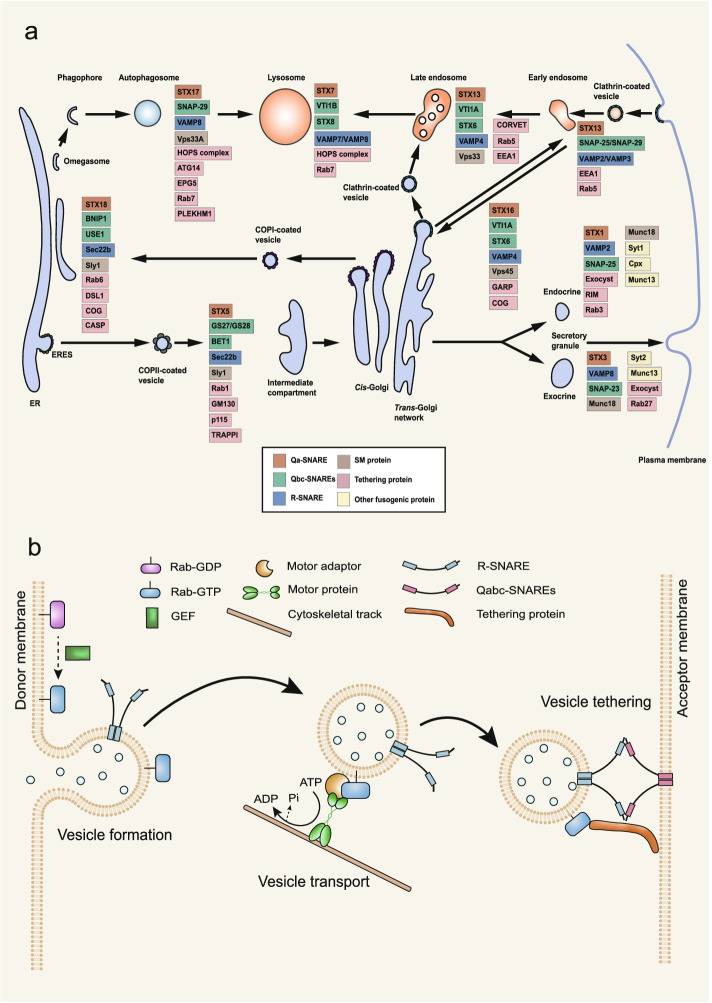 a
Phagophore
Autophagosome
Lysosome
Late endosome
Early endosome
Clathrin-coated
vesicle
Omegasome
STX17
SNAP-29
VAMP8
Vps33A
HOPS complex
ATG14
EPG5
Rab7
PLEKHM1
STX7
VTI1B
STX8
VAMP7/VAMP8
HOPS complex
Rab7
STX13
VTI1A
STX6
VAMP4
Vps33
CORVET
Rab5
EEA1
STX13
SNAP-25/SNAP-29
VAMP2/VAMP3
EEA1
Rab5
Clathrin-coated
vesicle
STX18
BNIP1
USE1
Sec22b
Sly1
Rab6
DSL1
COG
CASP
COPI-coated
vesicle
STX16
VTI1A
STX6
VAMP4
Vps45
GARP
COG
STX1
VAMP2
SNAP-25
Exocyst
RIM
Rab3
Munc18
Syt1
Cpx
Munc13
Endocrine
Secretory
granule
Exocrine
STX3
VAMP8
SNAP-23
Munc18
Syt2
Munc13
Exocyst
Rab27
ERES
ER
COPII-coated
vesicle
STX5
GS27/GS28
BET1
Sec22b
Sly1
Rab1
GM130
p115
TRAPPI
Intermediate
compartment
Cis-Golgi
Trans-Golgi
network
Plasma membrane
Qa-SNARE
Qbc-SNAREs
R-SNARE
SM protein
Tethering protein
Other fusogenic protein
b
Rab-GDP
Rab-GTP
GEF
Motor adaptor
Motor protein
Cytoskeletal track
R-SNARE
Qabc-SNAREs
Tethering protein
Donor membrane
Acceptor membrane
Vesicle formation
ATP
ADP
Pi
Vesicle transport
Vesicle tethering